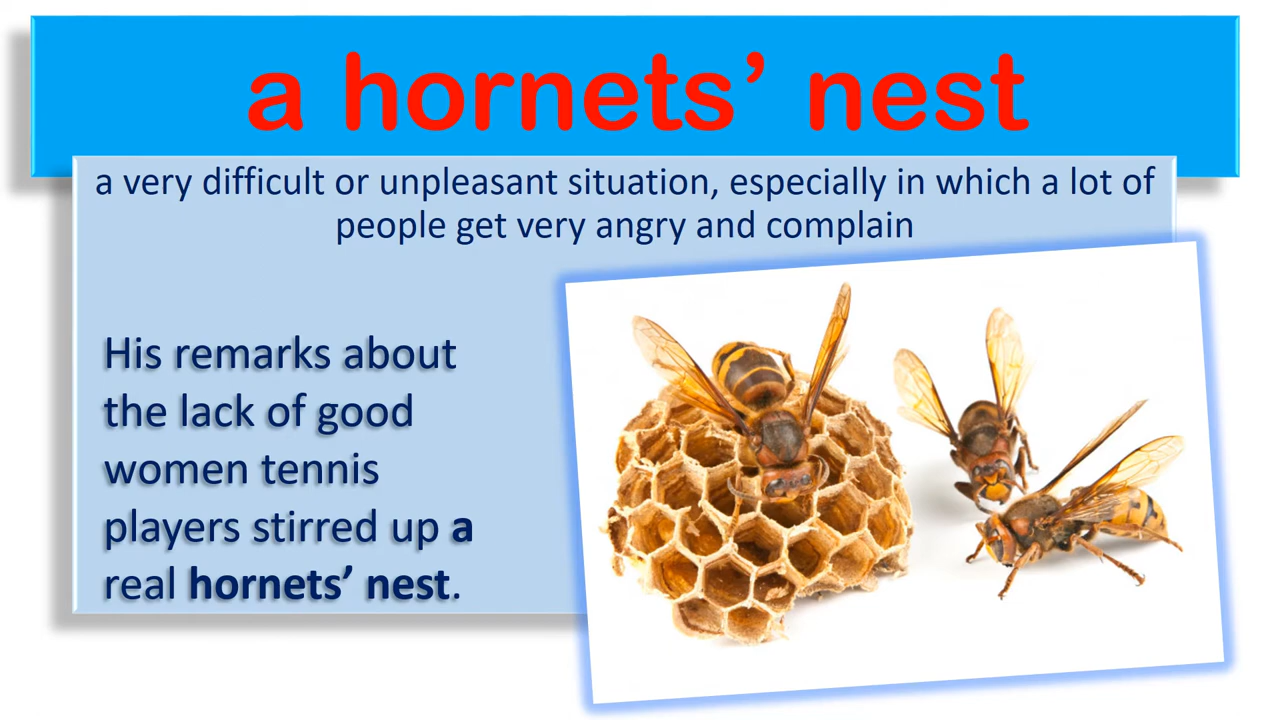 a hornets’ nest
a very difficult or unpleasant situation, especially in which a lot of
people get very angry and complain
His remarks about
the lack of good
women tennis
players stirred up a
real hornets’ nest.